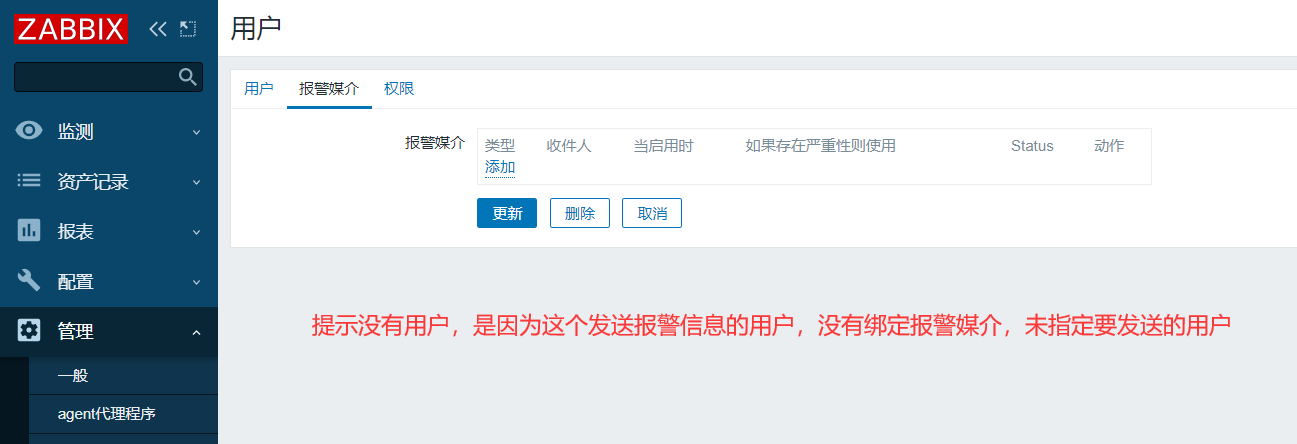 ZABBIX
用户
用户 报警媒介 权限
监测
报警媒介 类型 收件人 当启用时 如果存在严重性则使用 Status 动作
添加
资产记录
更新 删除 取消
报表
配置
提示没有用户，是因为这个发送报警信息的用户，没有绑定报警媒介，未指定要发送的用户
管理
一般
agent代理程序